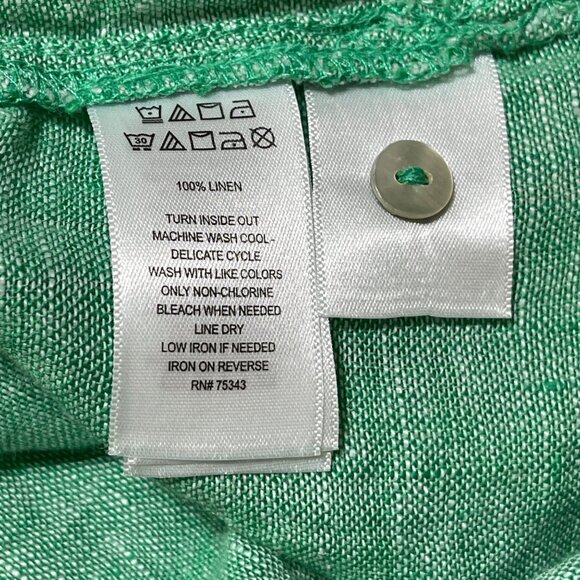 30
100% LINEN
TURN INSIDE OUT
MACHINE WASH COOL-
DELICATE CYCLE
WASH WITH LIKE COLORS
ONLY NON-CHLORINE
BLEACH WHEN NEEDED
LINE DRY
LOW IRON IF NEEDED
IRON ON REVERSE
RN# 75343